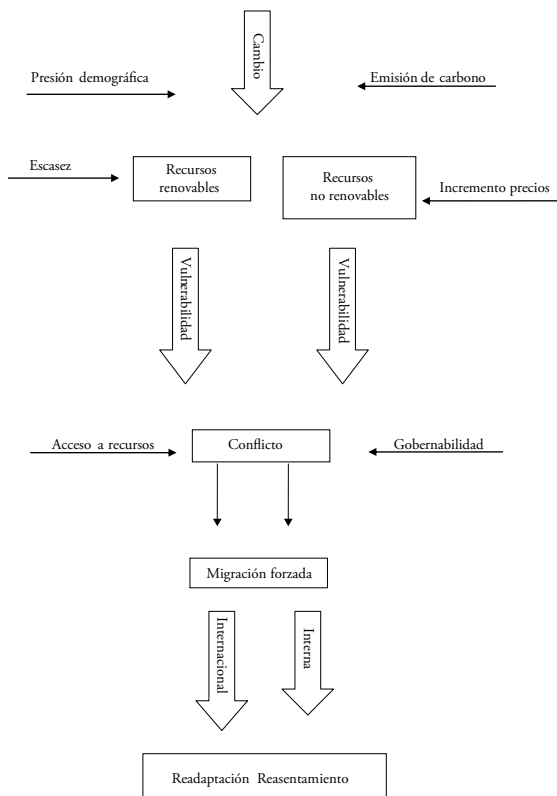 Cambio
Presión demográfica
Emisión de carbono
Escasez
Recursos
renovables
Recursos
no renovables
Incremento precios
Vulnerabilidad
Vulnerabilidad
Acceso a recursos
Conflicto
Gobernabilidad
Migración forzada
Internacional
Interna
Readaptación Reasentamiento